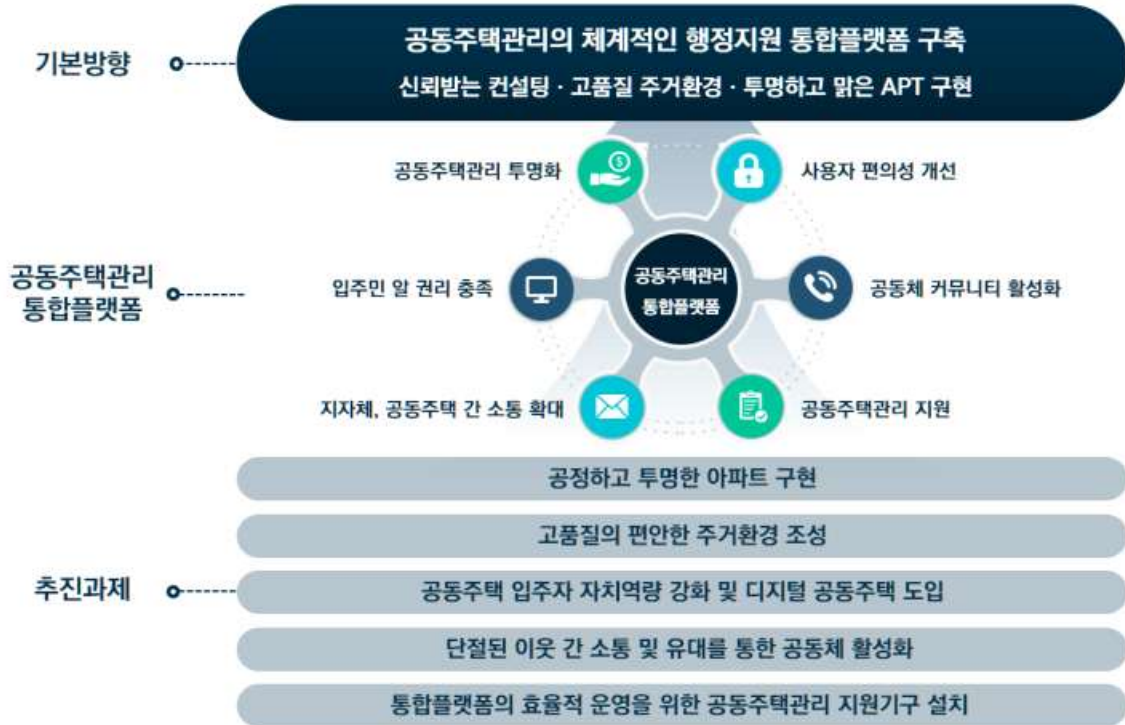 기본방향
공동주택관리의 체계적인 행정지원 통합플랫폼 구축
신뢰받는 컨설팅 · 고품질 주거환경 · 투명하고 맑은 APT 구현
공동주택관리 투명화
사용자 편의성 개선
공동주택관리
통합플랫폼
입주민 알 권리 충족
공동주택관리
통합플랫폼
공동체 커뮤니티 활성화
지자체, 공동주택 간 소통 확대
공동주택관리 지원
추진과제
공정하고 투명한 아파트 구현
고품질의 편안한 주거환경 조성
공동주택 입주자 자치역량 강화 및 디지털 공동주택 도입
단절된 이웃 간 소통 및 유대를 통한 공동체 활성화
통합플랫폼의 효율적 운영을 위한 공동주택관리 지원기구 설치